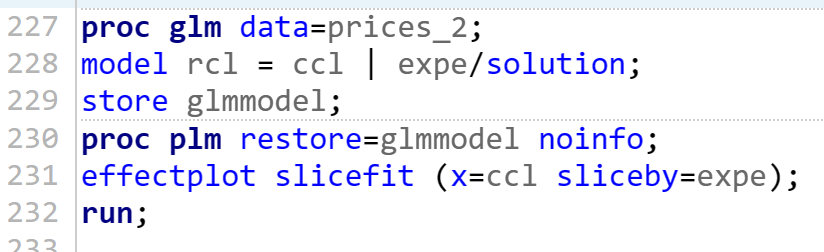 227 proc glm data=prices_2;
228 model rcl = ccl | expe/solution;
229 store glmmodel;
230 proc plm restore=glmmodel noinfo;
231 effectplot slicefit (x=ccl sliceby=expe);
232 run;
233